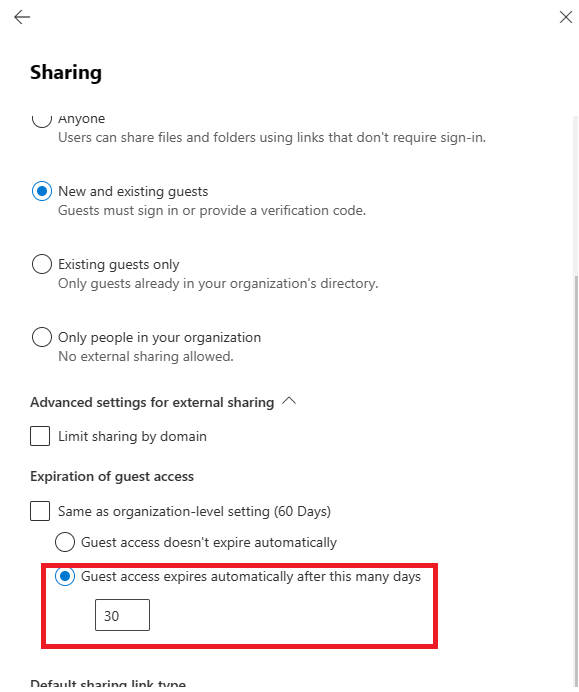 Sharing
Anyone
Users can share files and folders using links that don't require sign-in.
New and existing guests
Guests must sign in or provide a verification code.
Existing guests only
Only guests already in your organization's directory.
Only people in your organization
No external sharing allowed.
Advanced settings for external sharing
Limit sharing by domain
Expiration of guest access
Same as organization-level setting (60 Days)
Guest access doesn't expire automatically
Guest access expires automatically after this many days
30
Default sharing link type